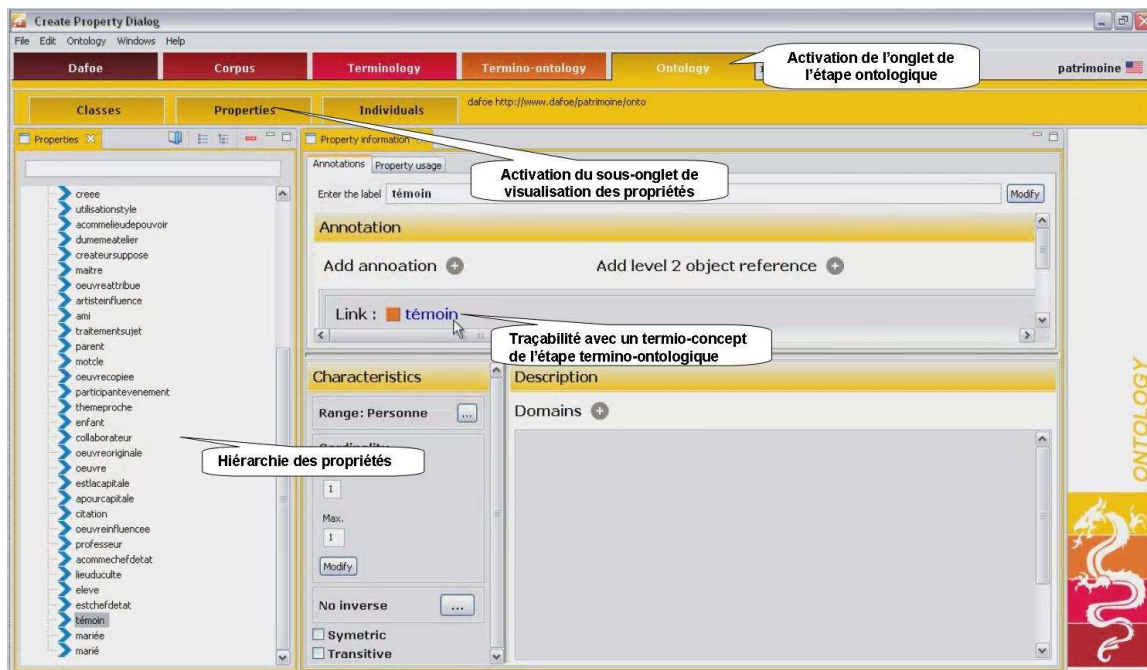 Create Property Dialog
File Edit Ontology Windows Help
Dafoe Corpus Terminology Termino-ontology Ontology
Activation de l'onglet de
l'étape ontologique
patrimoine
Classes Properties Individuals
dafoe http://www.dafoe/patrimoine/onto
Properties
Property information
Annotations Property usage
Activation du sous-onglet de
visualisation des propriétés
Enter the label témoin Modify
Annotation
Add annoation Add level 2 object reference
Link : témoin
Traçabilité avec un termio-concept
de l'étape termino-ontologique
creee
utilisationstyle
acommelieudepouvoir
dumemeatelier
createursuppose
maitre
oeuvreattribue
artisteinfluence
ami
traitementsujet
parent
motcle
oeuvrecopiee
participantevenement
themeproche
enfant
collaborateur
oeuvreoriginale
oeuvre
estlacapitale
apourcapitale
citation
oeuvreinfluencee
professeur
acommechefdetat
lieuduculte
eleve
estchefdetat
témoin
mariée
marié
Hiérarchie des propriétés
Characteristics
Range: Personne ...
1
Max.
1
Modify
No inverse ...
Symetric
Transitive
Description
Domains
ONTOLOGY